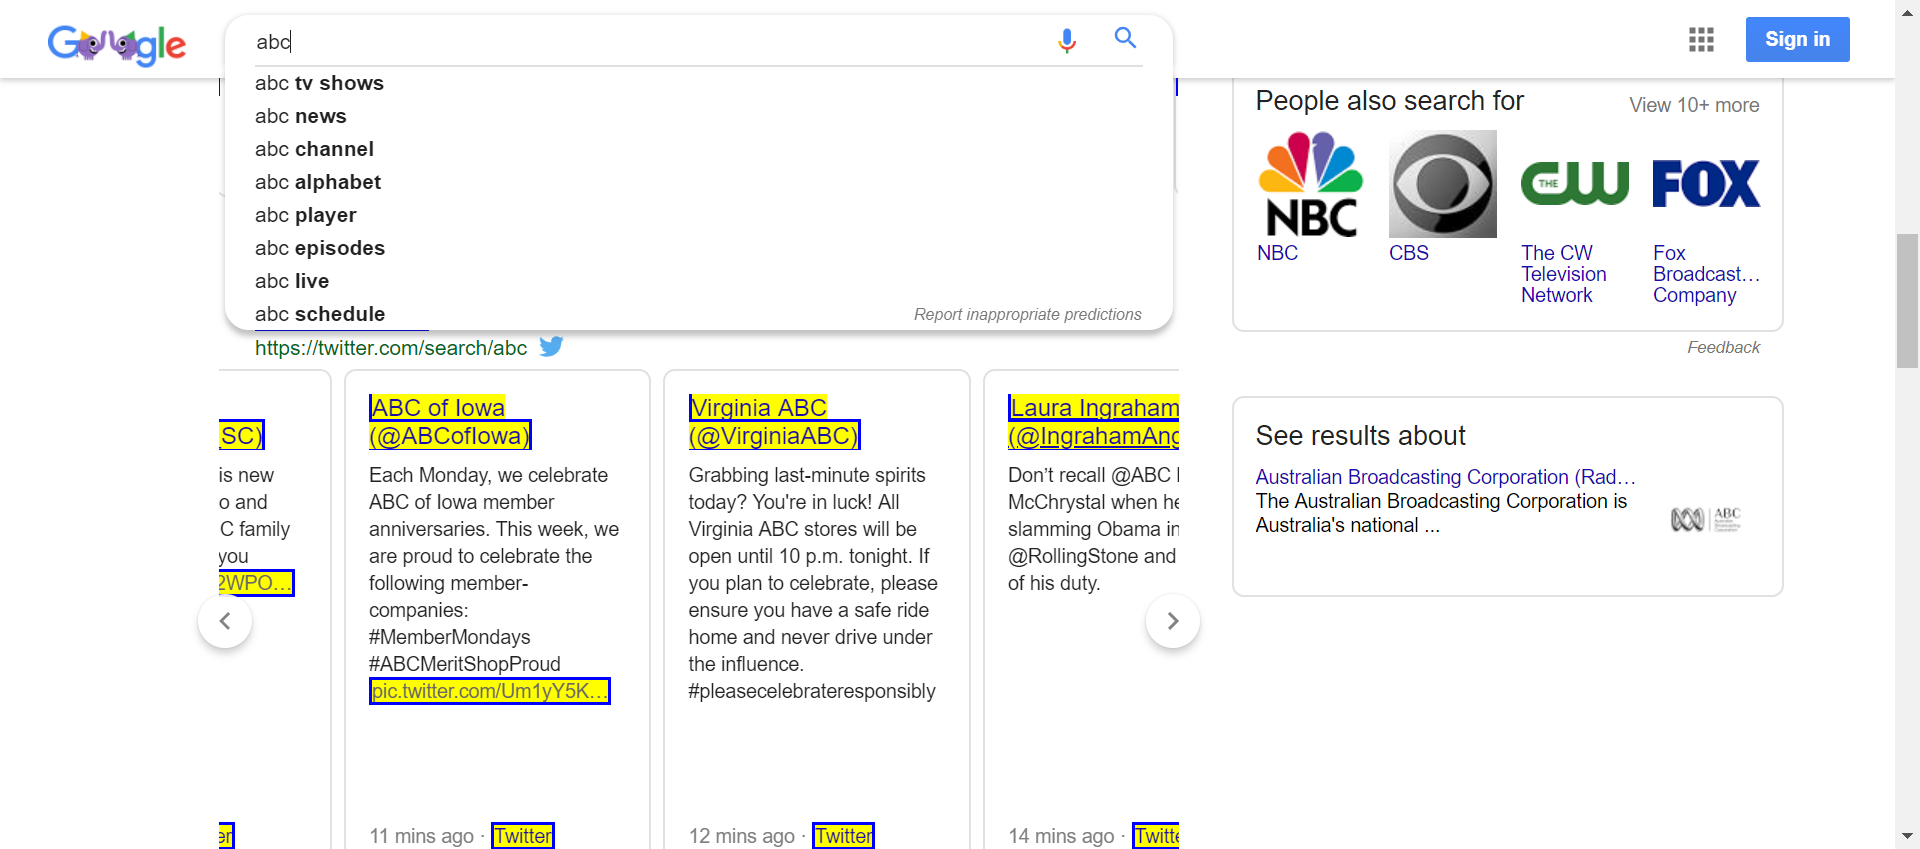 Google
abc
Sign in
abc tv shows
abc news
abc channel
abc alphabet
abc player
abc episodes
abc live
abc schedule
Report inappropriate predictions
https://twitter.com/search/abc
_SC)
is new
o and
C family
you
2WPO...
er
ABC of Iowa
(@ABCofIowa)
Each Monday, we celebrate
ABC of Iowa member
anniversaries. This week, we
are proud to celebrate the
following member-
companies:
#MemberMondays
#ABCMeritShopProud
pic.twitter.com/Um1yY5K...
11 mins ago · Twitter
Virginia ABC
(@VirginiaABC)
Grabbing last-minute spirits
today? You're in luck! All
Virginia ABC stores will be
open until 10 p.m. tonight. If
you plan to celebrate, please
ensure you have a safe ride
home and never drive under
the influence.
#pleasecelebrateresponsibly
12 mins ago · Twitter
Laura Ingraham
(@IngrahamAng
Don’t recall @ABC
McChrystal when he
slamming Obama in
@RollingStone and
of his duty.
14 mins ago · Twitte
People also search for
View 10+ more
NBC
THE CW
FOX
NBC
CBS
The CW
Television
Network
Fox
Broadcast...
Company
Feedback
See results about
Australian Broadcasting Corporation (Rad...
The Australian Broadcasting Corporation is
Australia's national ...
ABC
Australian
Broadcasting
Corporation